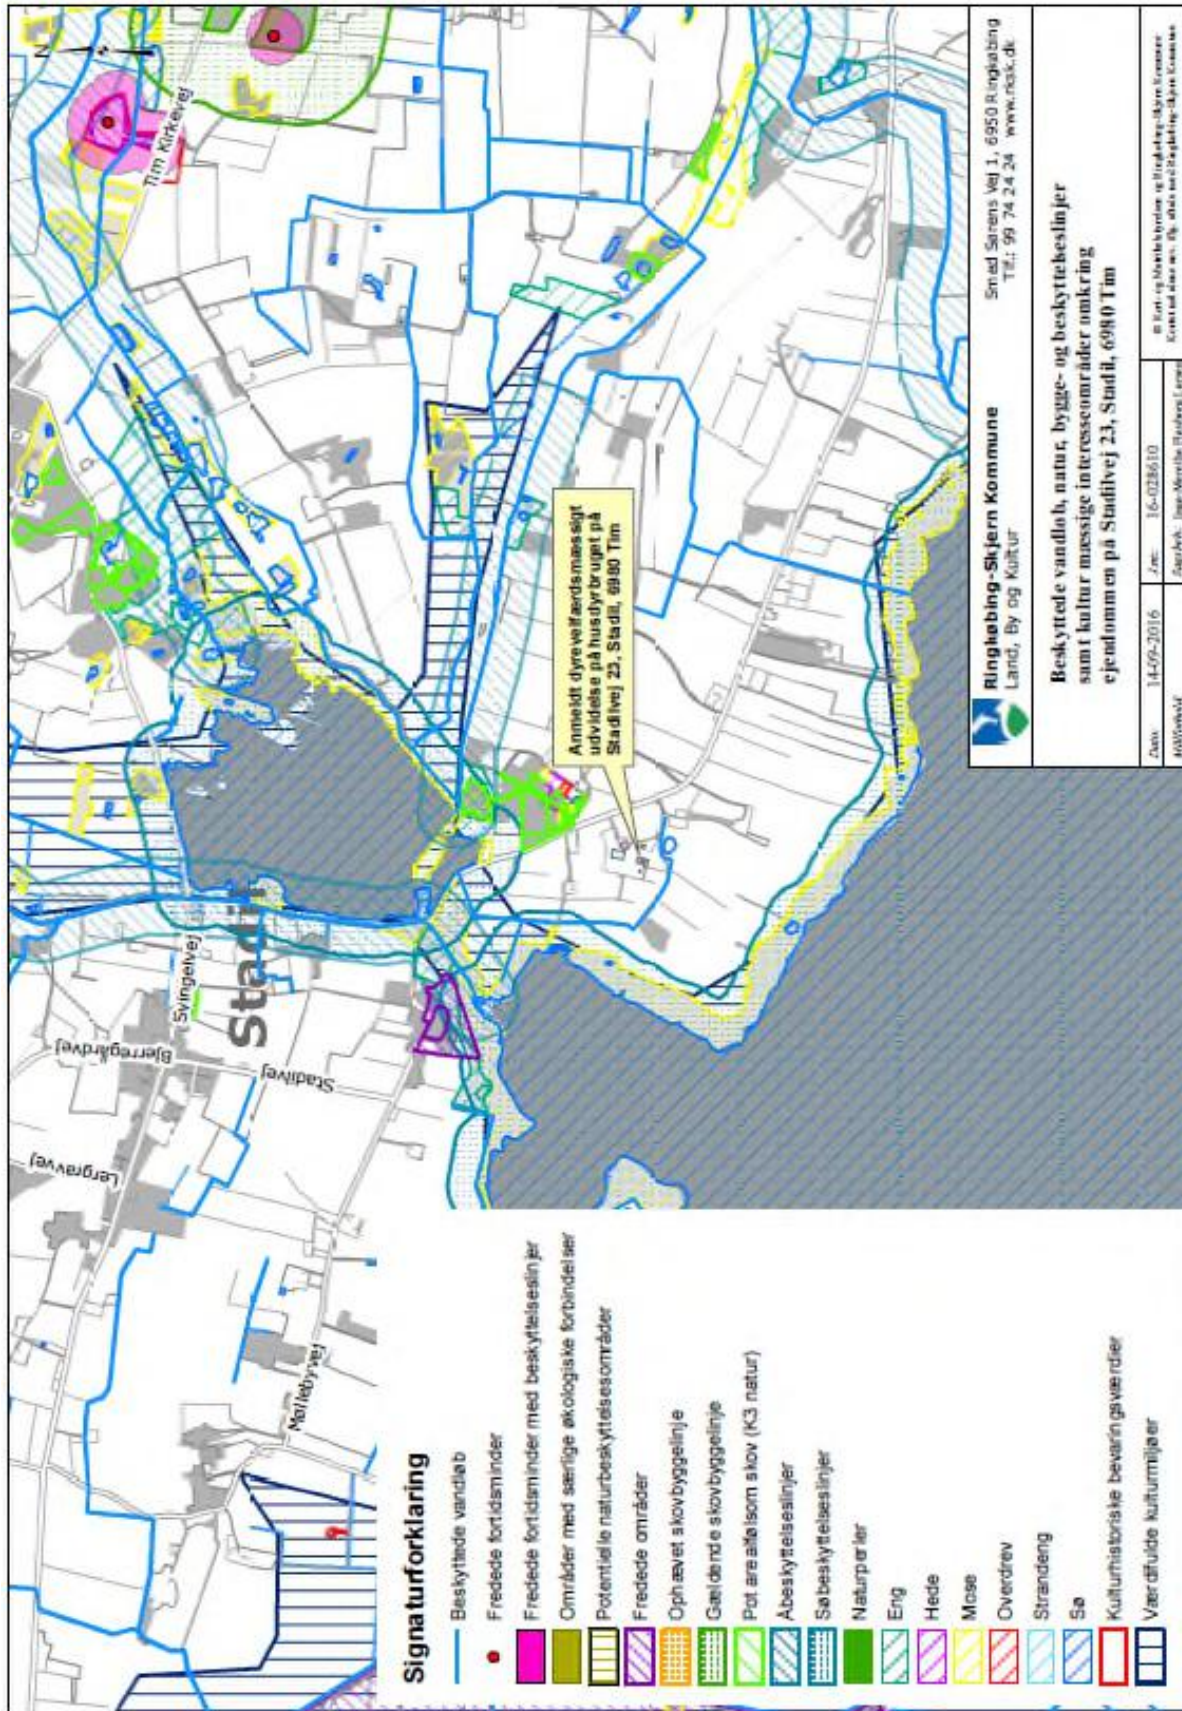 N
Tim Kirkevej
Svingelvej
Bjerregårdvej
Stadil
Stadilvej
Lergravvej
Møllebyvej
Anmeldt dyrevelfærdsmæssigt
udvidelse på husdyrbruget på
Stadilvej 23, Stadil, 6980 Tim
Signaturforklaring
Beskyttede vandløb
Fredede fortidsminder
Fredede fortidsminder med beskyttelseslinjer
Områder med særlige økologiske forbindelser
Potentielle naturbeskyttelsesområder
Fredede områder
Ophævet skovbyggelinje
Gældende skovbyggelinje
Pot arealfølsom skov (K3 natur)
Åbeskyttelseslinjer
Søbeskyttelseslinjer
Naturperler
Eng
Hede
Mose
Overdrev
Strandeng
Sø
Kulturhistoriske bevaringsværdier
Værdifulde kulturmiljøer
Ringkøbing-Skjern Kommune
Land, By og Kultur
Smed Sørens Vej 1, 6950 Ringkøbing
Tlf.: 99 74 24 24 www.rksk.dk
Beskyttede vandløb, natur, bygge- og beskyttelseslinjer
samt kultur mæssige interesseområder omkring
ejendommen på Stadilvej 23, Stadil, 6980 Tim
Dato: 14-09-2016
16-028610